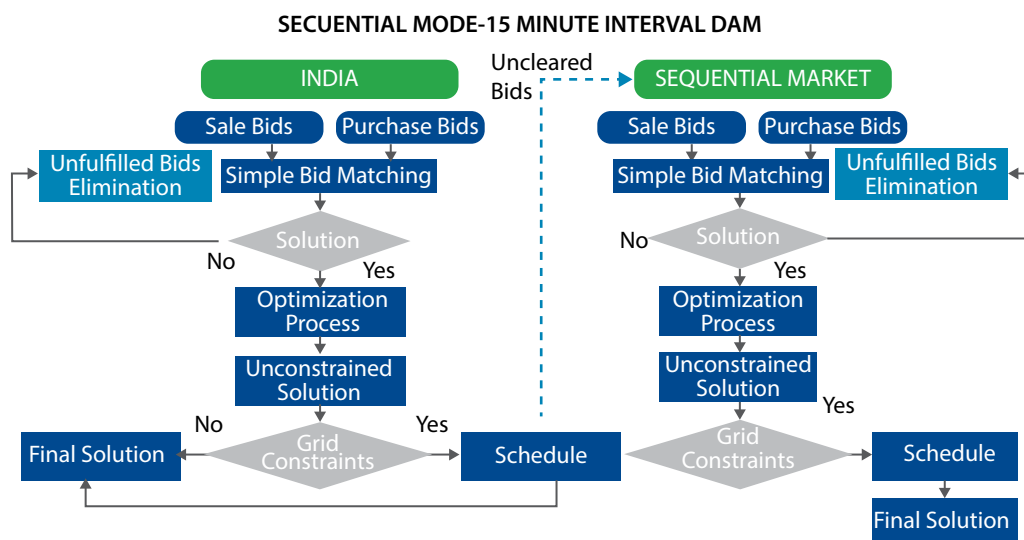 SECUENTIAL MODE-15 MINUTE INTERVAL DAM
INDIA
Sale Bids
Purchase Bids
Unfulfilled Bids
Elimination
Simple Bid Matching
Solution
No
Yes
Optimization
Process
Unconstrained
Solution
No
Yes
Grid
Constraints
Final Solution
Schedule
Uncleared
Bids
SEQUENTIAL MARKET
Sale Bids
Purchase Bids
Simple Bid Matching
Unfulfilled Bids
Elimination
No
Solution
Yes
Optimization
Process
Unconstrained
Solution
Yes
Grid
Constraints
Schedule
Final Solution